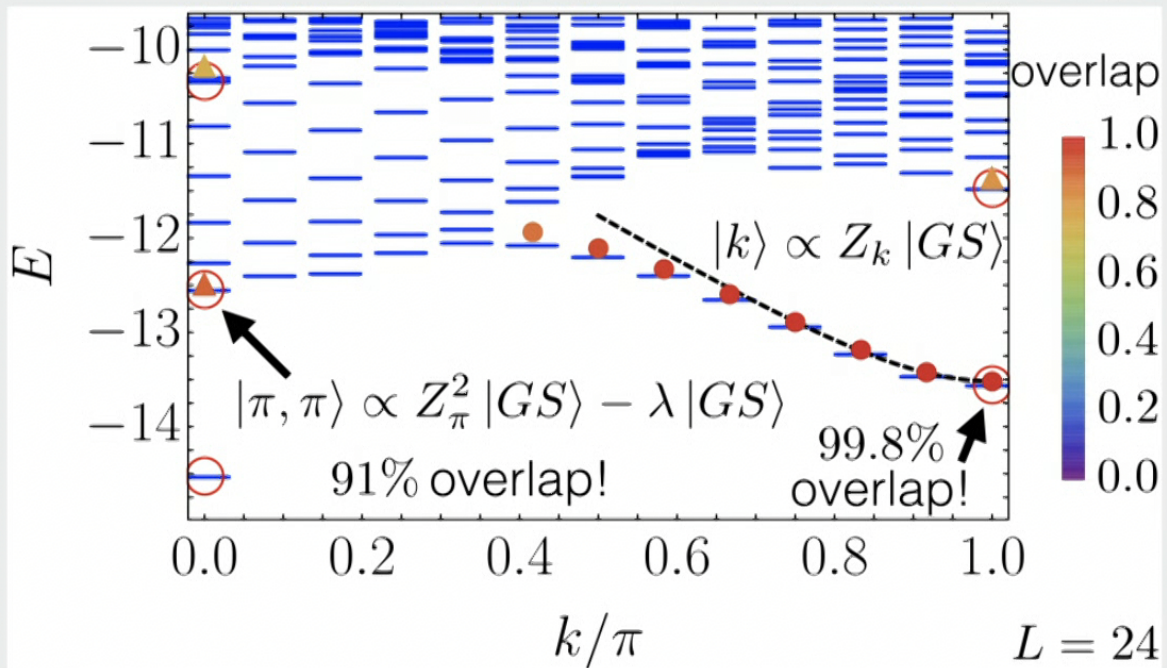 −10
−11
−12
−13
−14
E
overlap
1.0
0.8
0.6
0.4
0.2
0.0
|k⟩ ∝ Z_k |GS⟩
|π, π⟩ ∝ Z_π^2 |GS⟩ − λ |GS⟩
91% overlap!
99.8%
overlap!
0.0 0.2 0.4 0.6 0.8 1.0
k/π
L = 24